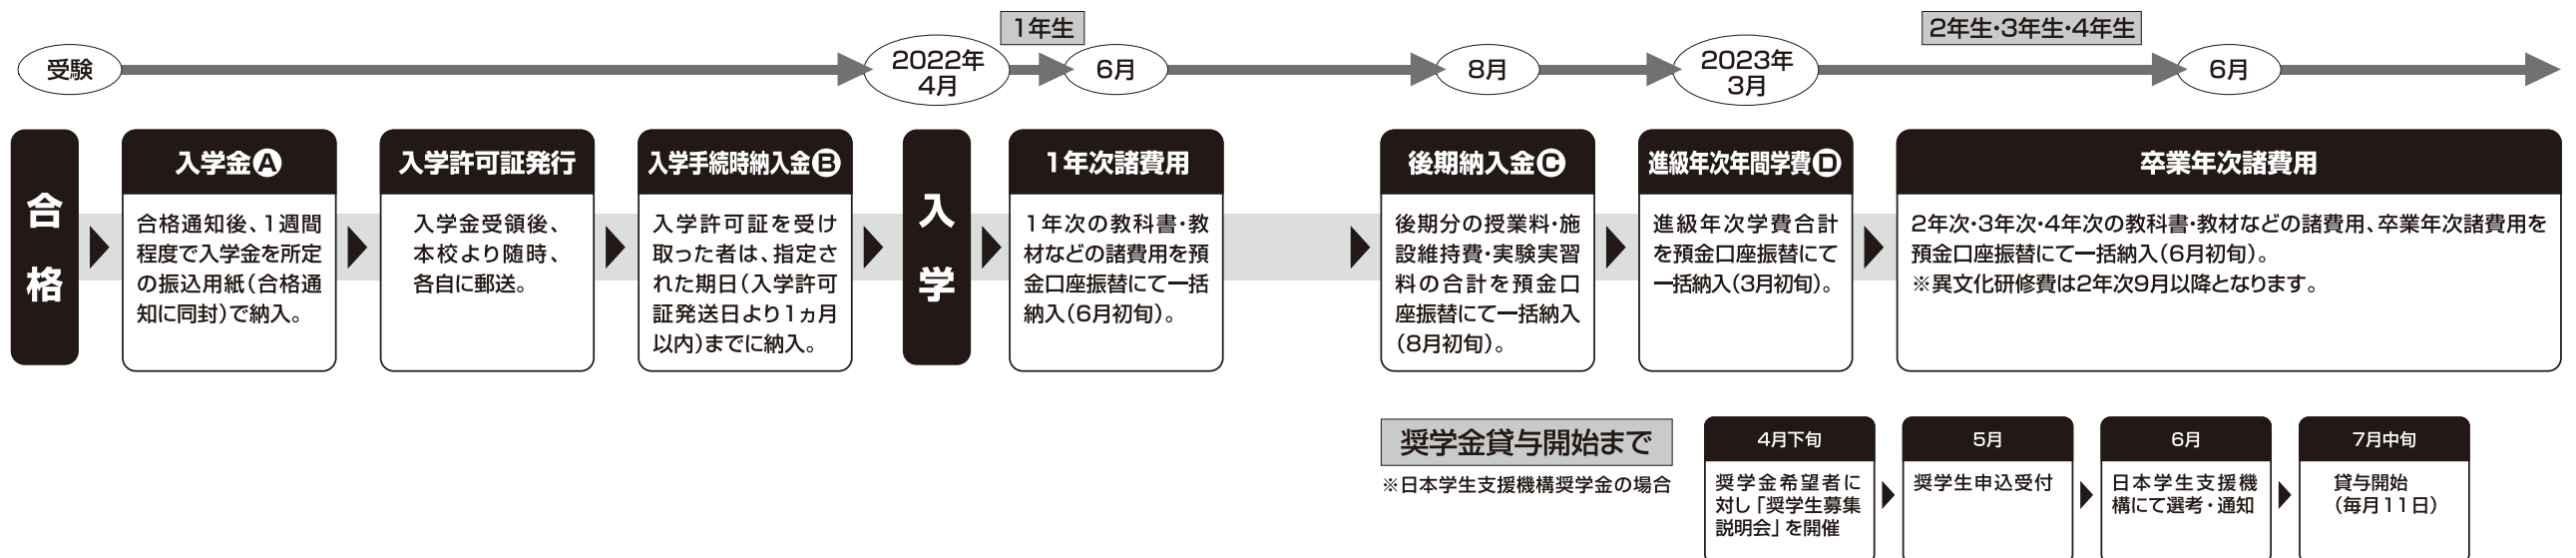 1年生
2年生・3年生・4年生
受験
2022年
4月
6月
8月
2023年
3月
6月
合格
入学金Ⓐ
合格通知後、1週間
程度で入学金を所定
の振込用紙(合格通
知に同封)で納入。
入学許可証発行
入学金受領後、
本校より随時、
各自に郵送。
入学手続時納入金Ⓑ
入学許可証を受け
取った者は、指定さ
れた期日(入学許可
証発送日より1ヵ月
以内)までに納入。
入学
1年次諸費用
1年次の教科書・教
材などの諸費用を預
金口座振替にて一括
納入(6月初旬)。
後期納入金Ⓒ
後期分の授業料・施
設維持費・実験実習
料の合計を預金口
座振替にて一括納入
(8月初旬)。
進級年次年間学費Ⓓ
進級年次学費合計
を預金口座振替にて
一括納入(3月初旬)。
卒業年次諸費用
2年次・3年次・4年次の教科書・教材などの諸費用、卒業年次諸費用を
預金口座振替にて一括納入(6月初旬)。
※異文化研修費は2年次9月以降となります。
奨学金貸与開始まで
※日本学生支援機構奨学金の場合
4月下旬
奨学金希望者に
対し「奨学生募集
説明会」を開催
5月
奨学生申込受付
6月
日本学生支援機
構にて選考・通知
7月中旬
貸与開始
(毎月11日)